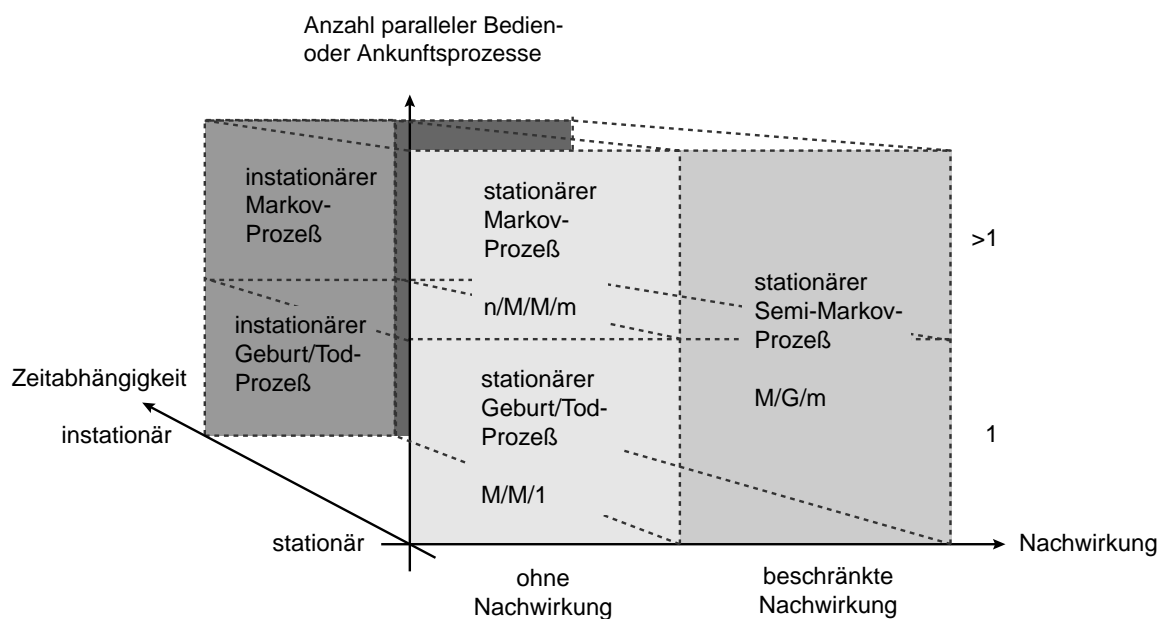 Anzahl paralleler Bedien-
oder Ankunftsprozesse
instationärer
Markov-
Prozeß
stationärer
Markov-
Prozeß
n/M/M/m
>1
stationärer
Semi-Markov-
Prozeß
M/G/m
instationärer
Geburt/Tod-
Prozeß
stationärer
Geburt/Tod-
Prozeß
M/M/1
Zeitabhängigkeit
instationär
1
stationär
Nachwirkung
ohne
Nachwirkung
beschränkte
Nachwirkung